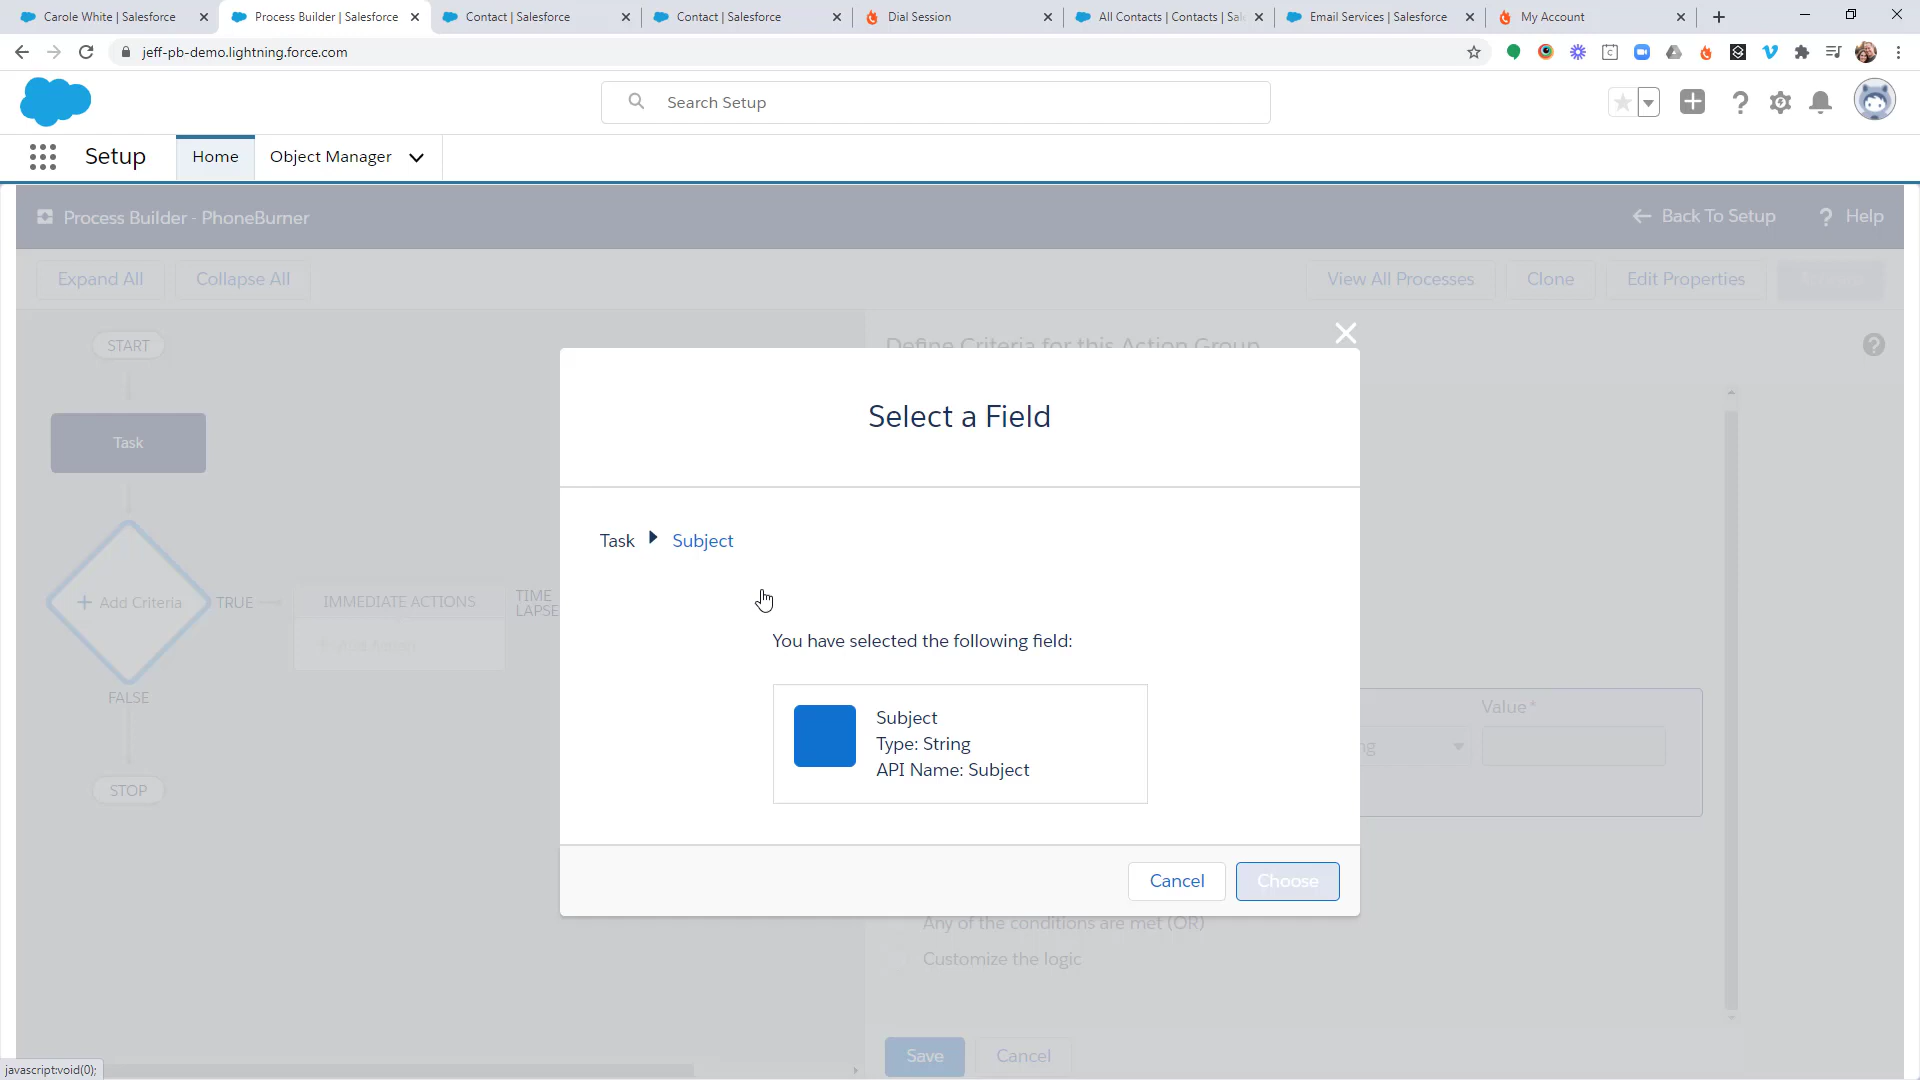 Carole White | Salesforce
Process Builder | Salesforce
Contact | Salesforce
Contact | Salesforce
Dial Session
All Contacts | Contacts | Sal
Email Services | Salesforce
My Account
jeff-pb-demo.lightning.force.com
Search Setup
Setup
Home
Object Manager
Process Builder - PhoneBurner
Back To Setup
? Help
Expand All
Collapse All
View All Processes
Clone
Edit Properties
START
Define Criteria for this Action Group
Select a Field
Task
Task
Subject
+ Add Criteria
TRUE
IMMEDIATE ACTIONS
TIME
LAPSE
You have selected the following field:
FALSE
Subject
Type: String
API Name: Subject
Value*
STOP
Cancel
Choose
Any of the conditions are met (OR)
Customize the logic
Save
Cancel
javascript:void(0);